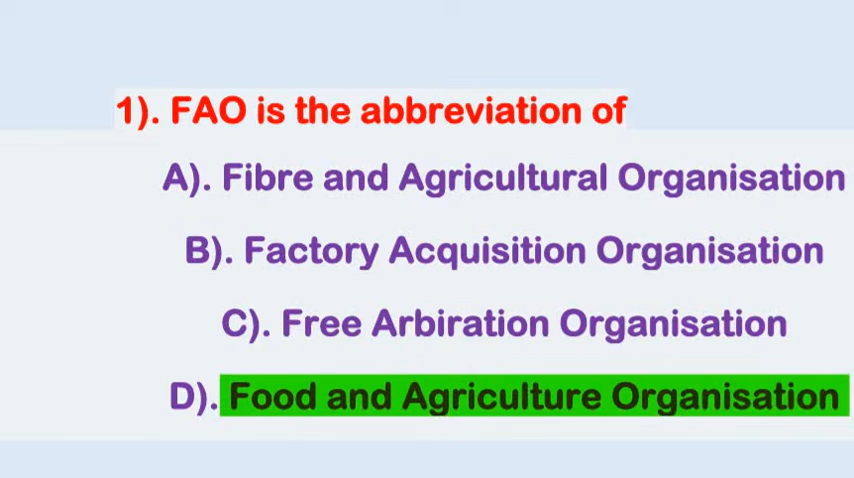 1). FAO is the abbreviation of
A). Fibre and Agricultural Organisation
B). Factory Acquisition Organisation
C). Free Arbiration Organisation
D). Food and Agriculture Organisation